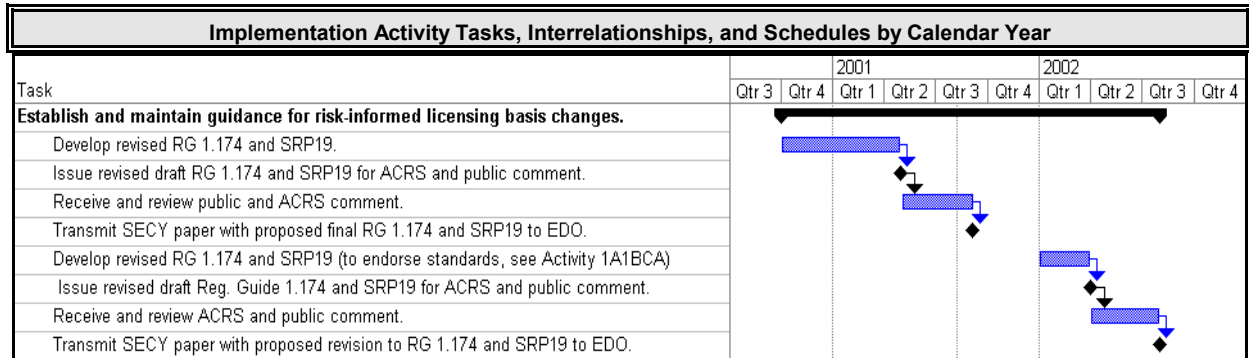 Implementation Activity Tasks, Interrelationships, and Schedules by Calendar Year
2001 2002
Task Qtr 3 Qtr 4 Qtr 1 Qtr 2 Qtr 3 Qtr 4 Qtr 1 Qtr 2 Qtr 3 Qtr 4
Establish and maintain guidance for risk-informed licensing basis changes.
Develop revised RG 1.174 and SRP19.
Issue revised draft RG 1.174 and SRP19 for ACRS and public comment.
Receive and review public and ACRS comment.
Transmit SECY paper with proposed final RG 1.174 and SRP19 to EDO.
Develop revised RG 1.174 and SRP19 (to endorse standards, see Activity 1A1BCA)
Issue revised draft Reg. Guide 1.174 and SRP19 for ACRS and public comment.
Receive and review ACRS and public comment.
Transmit SECY paper with proposed revision to RG 1.174 and SRP19 to EDO.